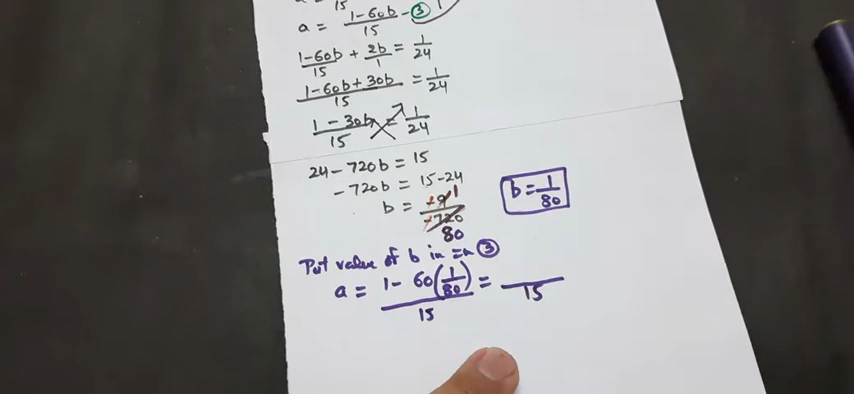 15
a = (1-60b)/15 - ③
(1-60b)/15 + 2b/1 = 1/24
(1-60b+30b)/15 = 1/24
(1-30b)/15 = 1/24
24-720b = 15
-720b = 15-24
b = -9/-720 1 80
b = 1/80
Put value of b in =n ③
a = (1-60(1/80))/15 = /15